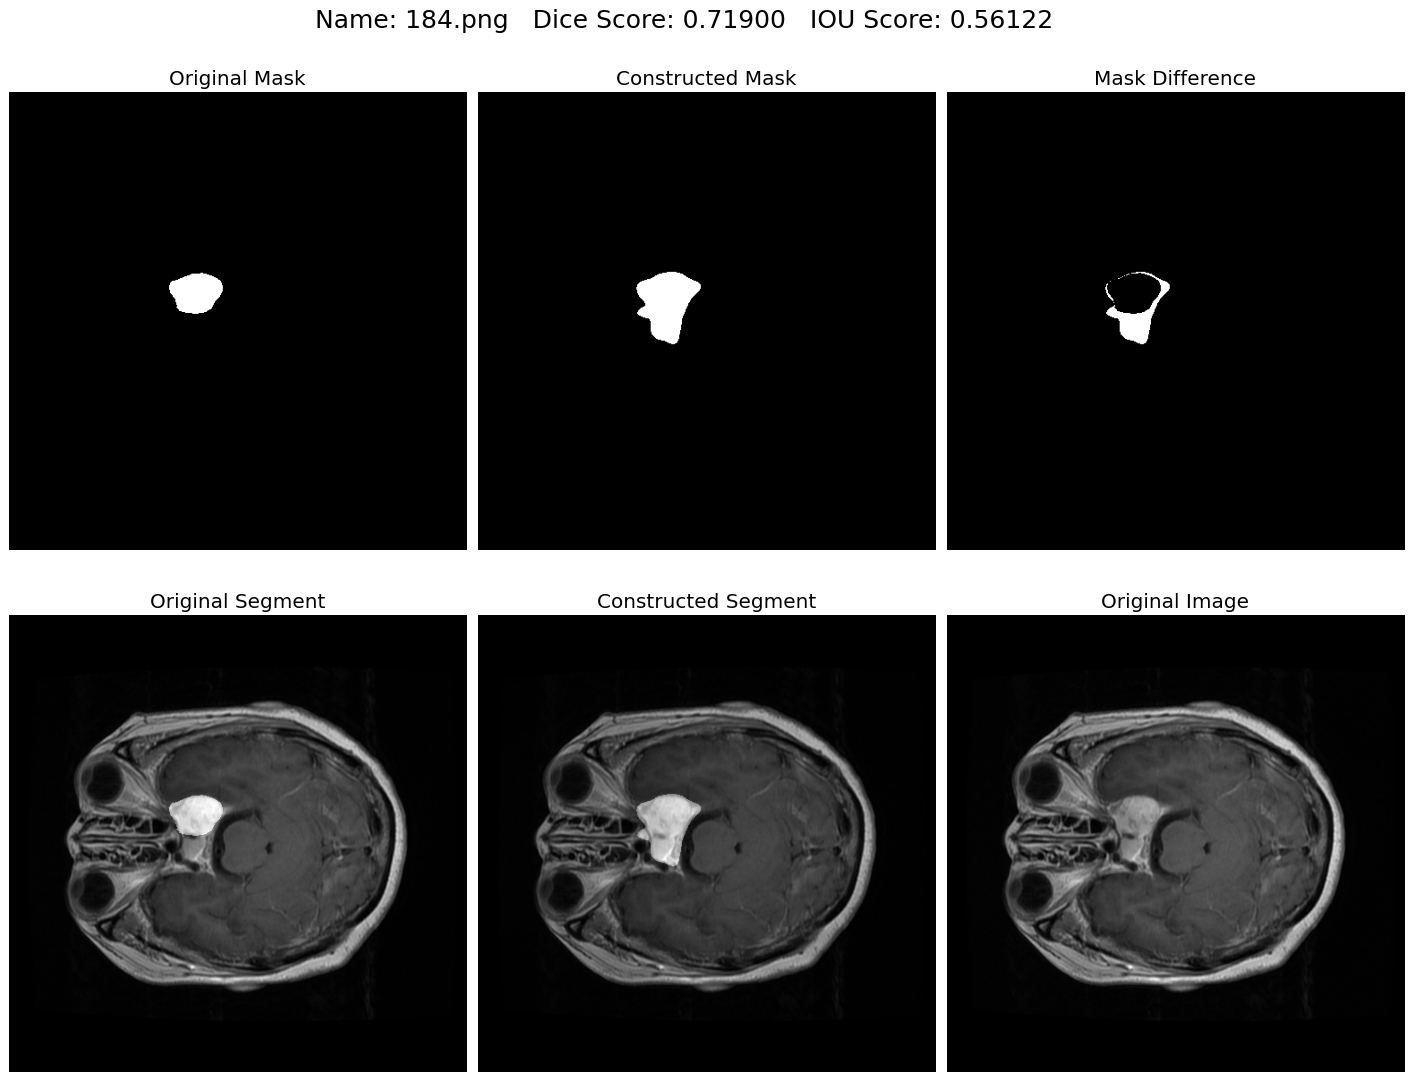 Name: 184.png   Dice Score: 0.71900   IOU Score: 0.56122
Original Mask
Constructed Mask
Mask Difference
Original Segment
Constructed Segment
Original Image